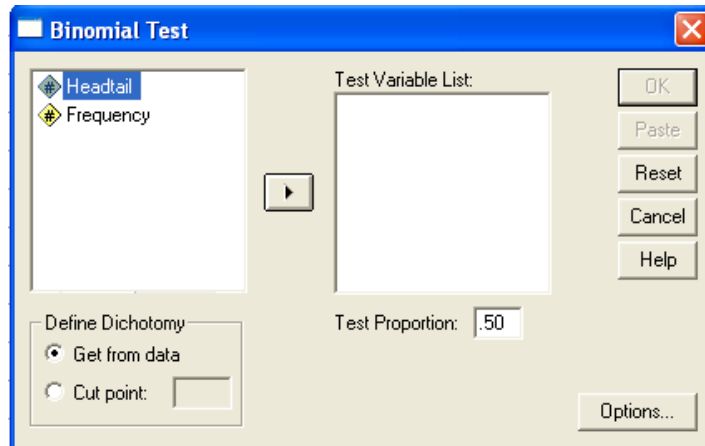 Binomial Test
Headtail
Frequency
Test Variable List:
OK
Paste
Reset
Cancel
Help
Define Dichotomy
Get from data
Cut point:
Test Proportion: .50
Options...